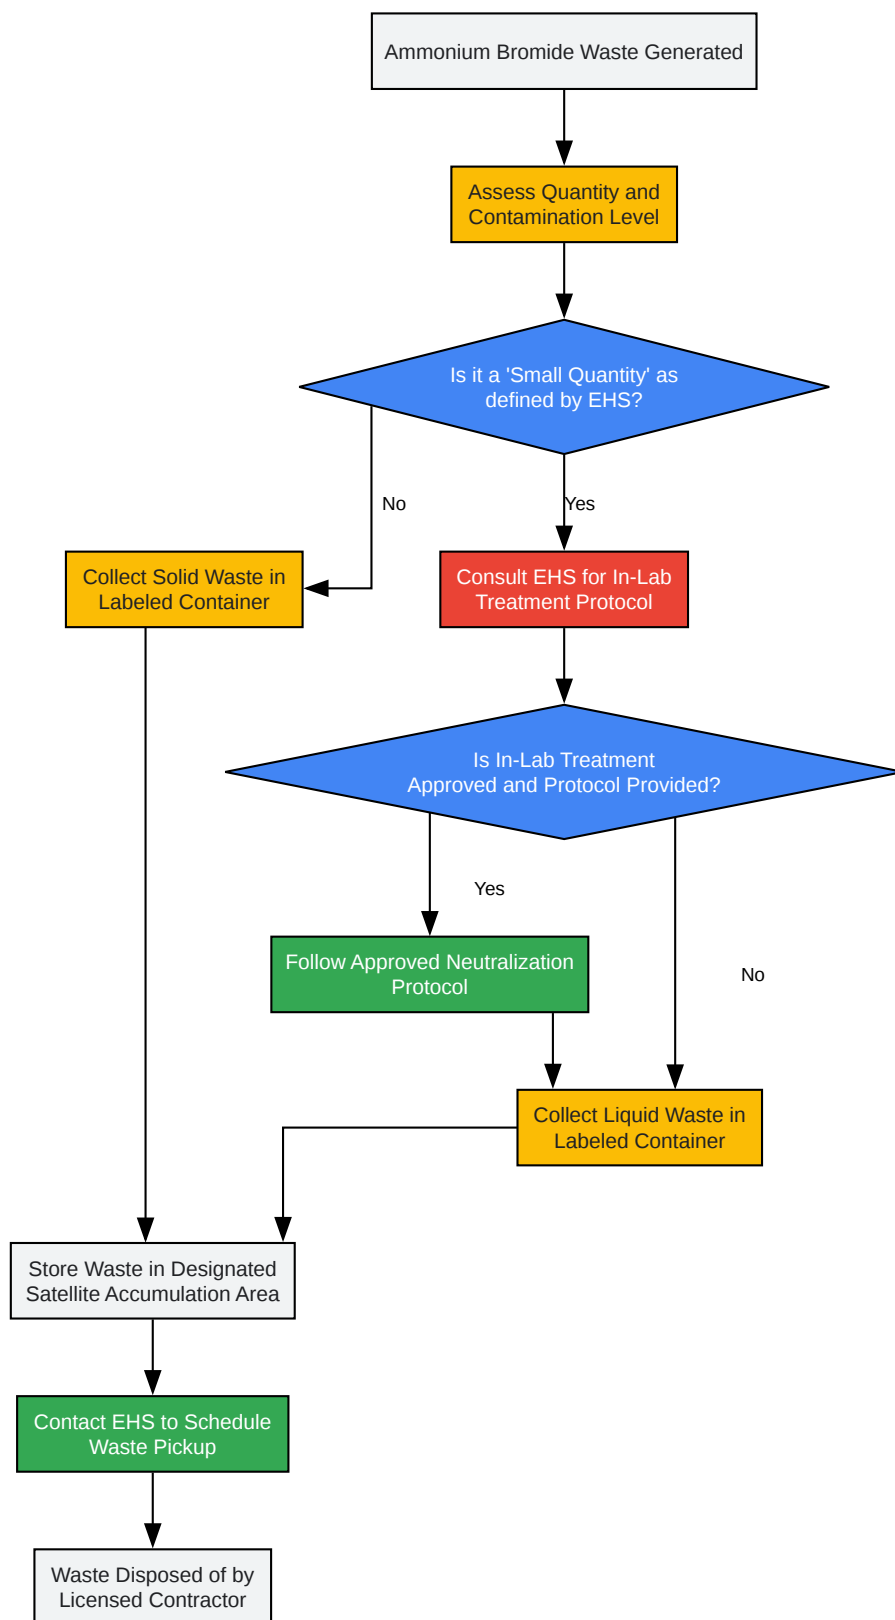 Ammonium Bromide Waste Generated
Assess Quantity and
Contamination Level
Is it a 'Small Quantity' as
defined by EHS?
No
Yes
Collect Solid Waste in
Labeled Container
Consult EHS for In-Lab
Treatment Protocol
Is In-Lab Treatment
Approved and Protocol Provided?
Yes
Follow Approved Neutralization
Protocol
No
Collect Liquid Waste in
Labeled Container
Store Waste in Designated
Satellite Accumulation Area
Contact EHS to Schedule
Waste Pickup
Waste Disposed of by
Licensed Contractor